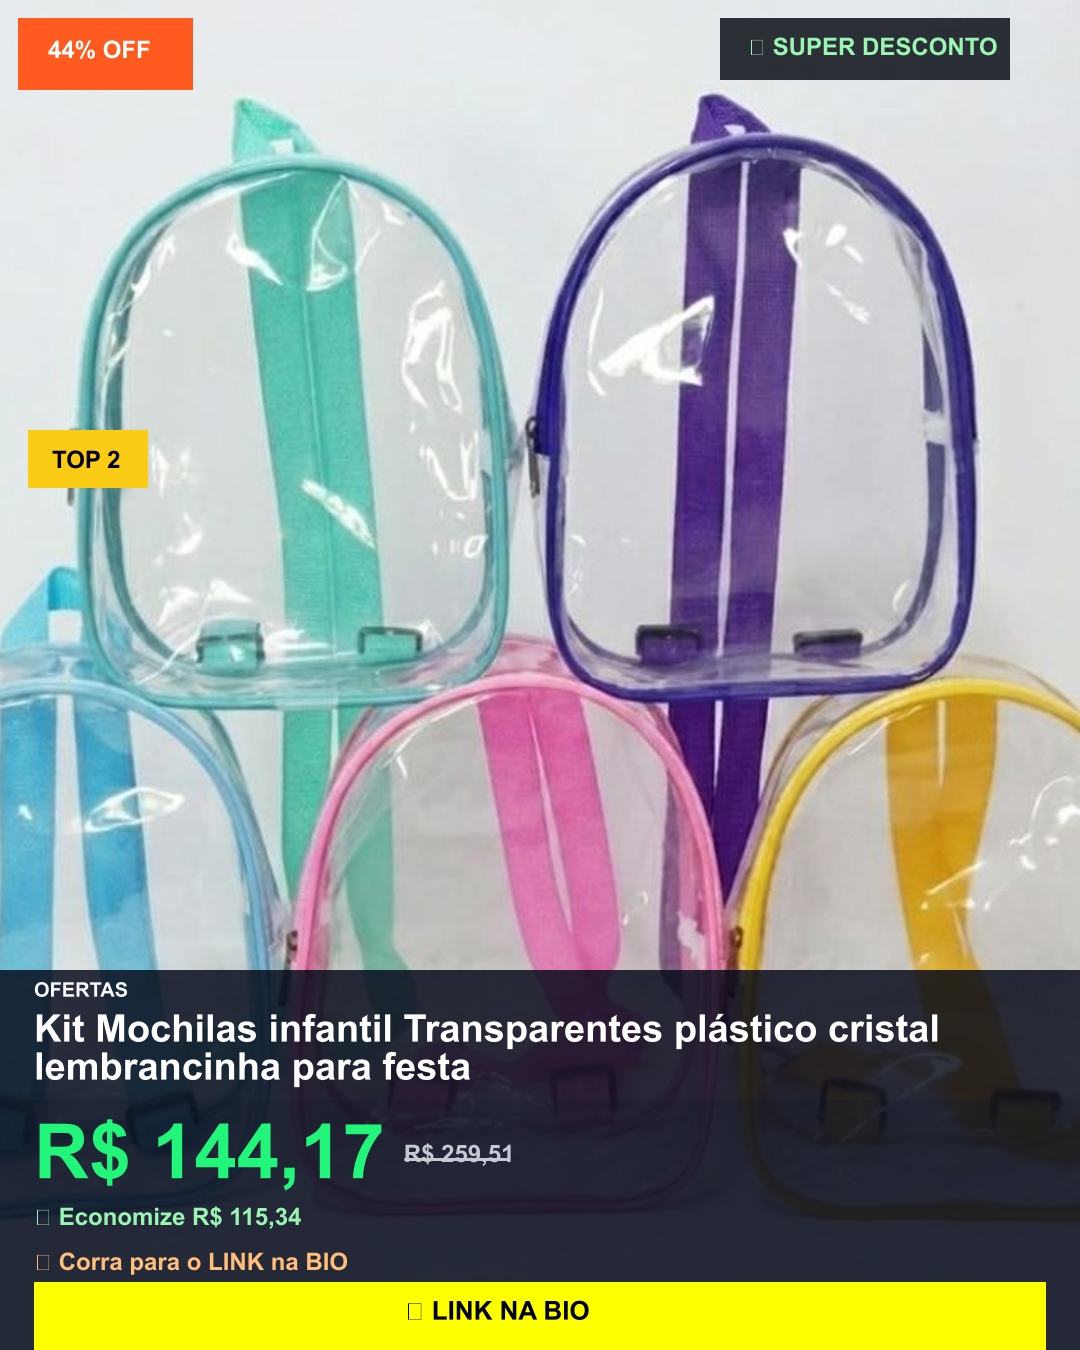 44% OFF
SUPER DESCONTO
TOP 2
OFERTAS
Kit Mochilas infantil Transparentes plástico cristal
lembrancinha para festa
R$ 144,17 R$ 259,51
Economize R$ 115,34
Corra para o LINK na BIO
LINK NA BIO